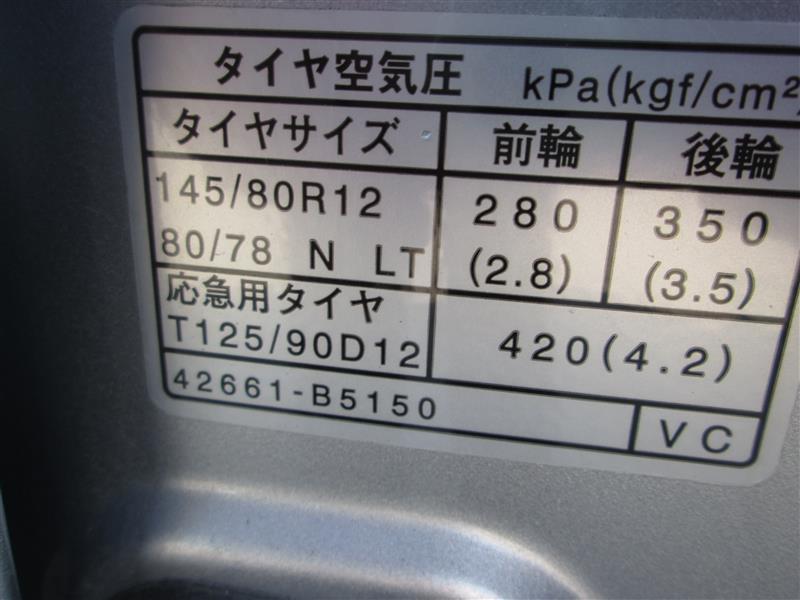 タイヤ空気圧 kPa(kgf/cm²)
タイヤサイズ 前輪 後輪
145/80R12 280 350
80/78 N LT (2.8) (3.5)
応急用タイヤ
T125/90D12 420(4.2)
42661-B5150 VC